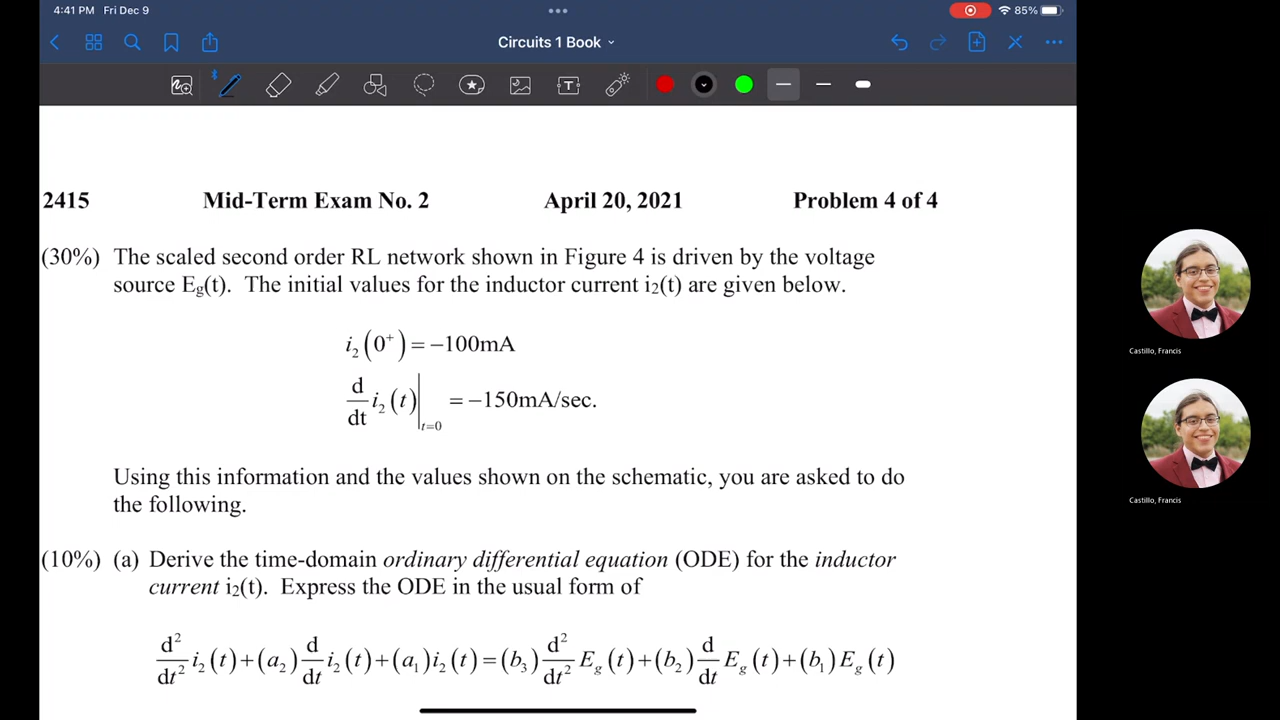 4:41 PM Fri Dec 9
85%
Circuits 1 Book
T
2415 Mid-Term Exam No. 2 April 20, 2021 Problem 4 of 4
(30%) The scaled second order RL network shown in Figure 4 is driven by the voltage
source Eg(t). The initial values for the inductor current i2(t) are given below.
i₂(0⁺) = −100mA
d/dt i₂(t)|t=0 = −150mA/sec.
Using this information and the values shown on the schematic, you are asked to do
the following.
(10%) (a) Derive the time-domain ordinary differential equation (ODE) for the inductor
current i2(t). Express the ODE in the usual form of
d²/dt² i₂(t) + (a₂) d/dt i₂(t) + (a₁) i₂(t) = (b₃) d²/dt² Eg(t) + (b₂) d/dt Eg(t) + (b₁) Eg(t)
Castillo, Francis
Castillo, Francis